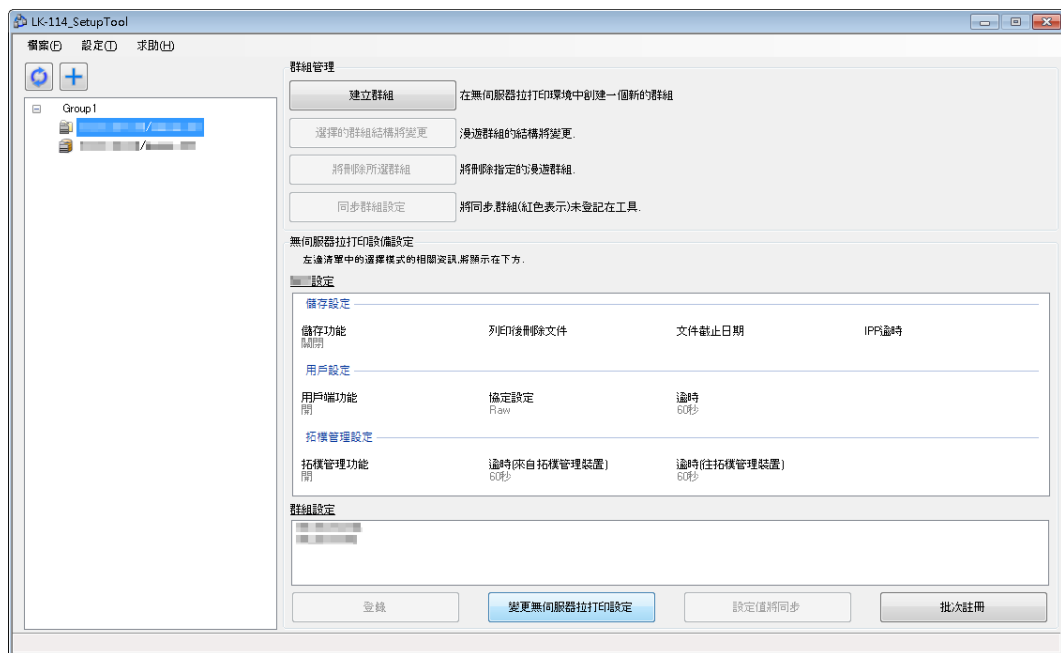 LK-114_SetupTool
檔案(F) 設定(T) 求助(H)
Group1
群組管理
建立群組 在無伺服器拉打印環境中創建一個新的群組
選擇的群組結構將變更 漫遊群組的結構將變更.
將刪除所選群組 將刪除指定的漫遊群組.
同步群組設定 將同步,群組(紅色表示)未登記在工具.
無伺服器拉打印設備設定
左邊清單中的選擇模式的相關資訊,將顯示在下方.
設定
儲存設定
儲存功能 列印後刪除文件 文件截止日期 IPP逾時
關閉
用戶設定
用戶端功能 協定設定 逾時
開 Raw 60秒
拓樸管理設定
拓樸管理功能 逾時(來自拓樸管理裝置) 逾時(往拓樸管理裝置)
開 60秒 60秒
群組設定
登錄 變更無伺服器拉打印設定 設定值將同步 批次註冊